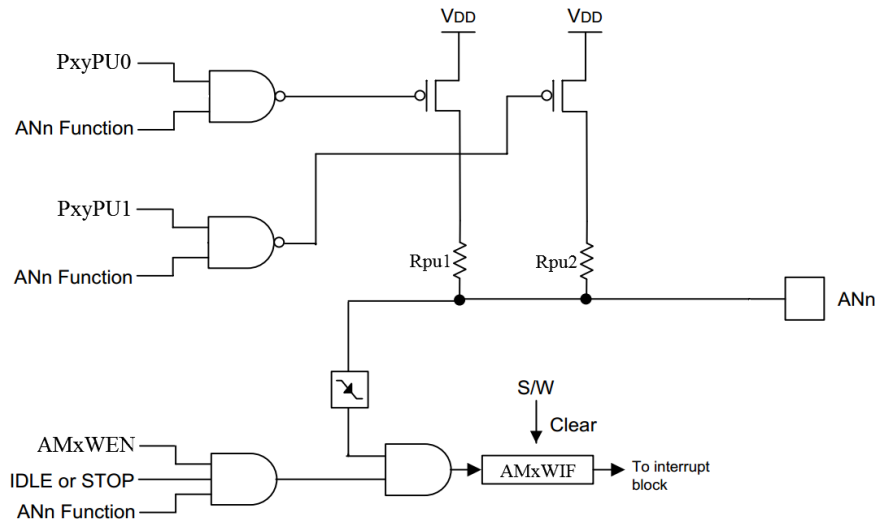 VDD
VDD
PxyPU0
ANn Function
PxyPU1
ANn Function
Rpu1
Rpu2
ANn
S/W
Clear
AMxWEN
IDLE or STOP
ANn Function
AMxWIF
To interrupt
block